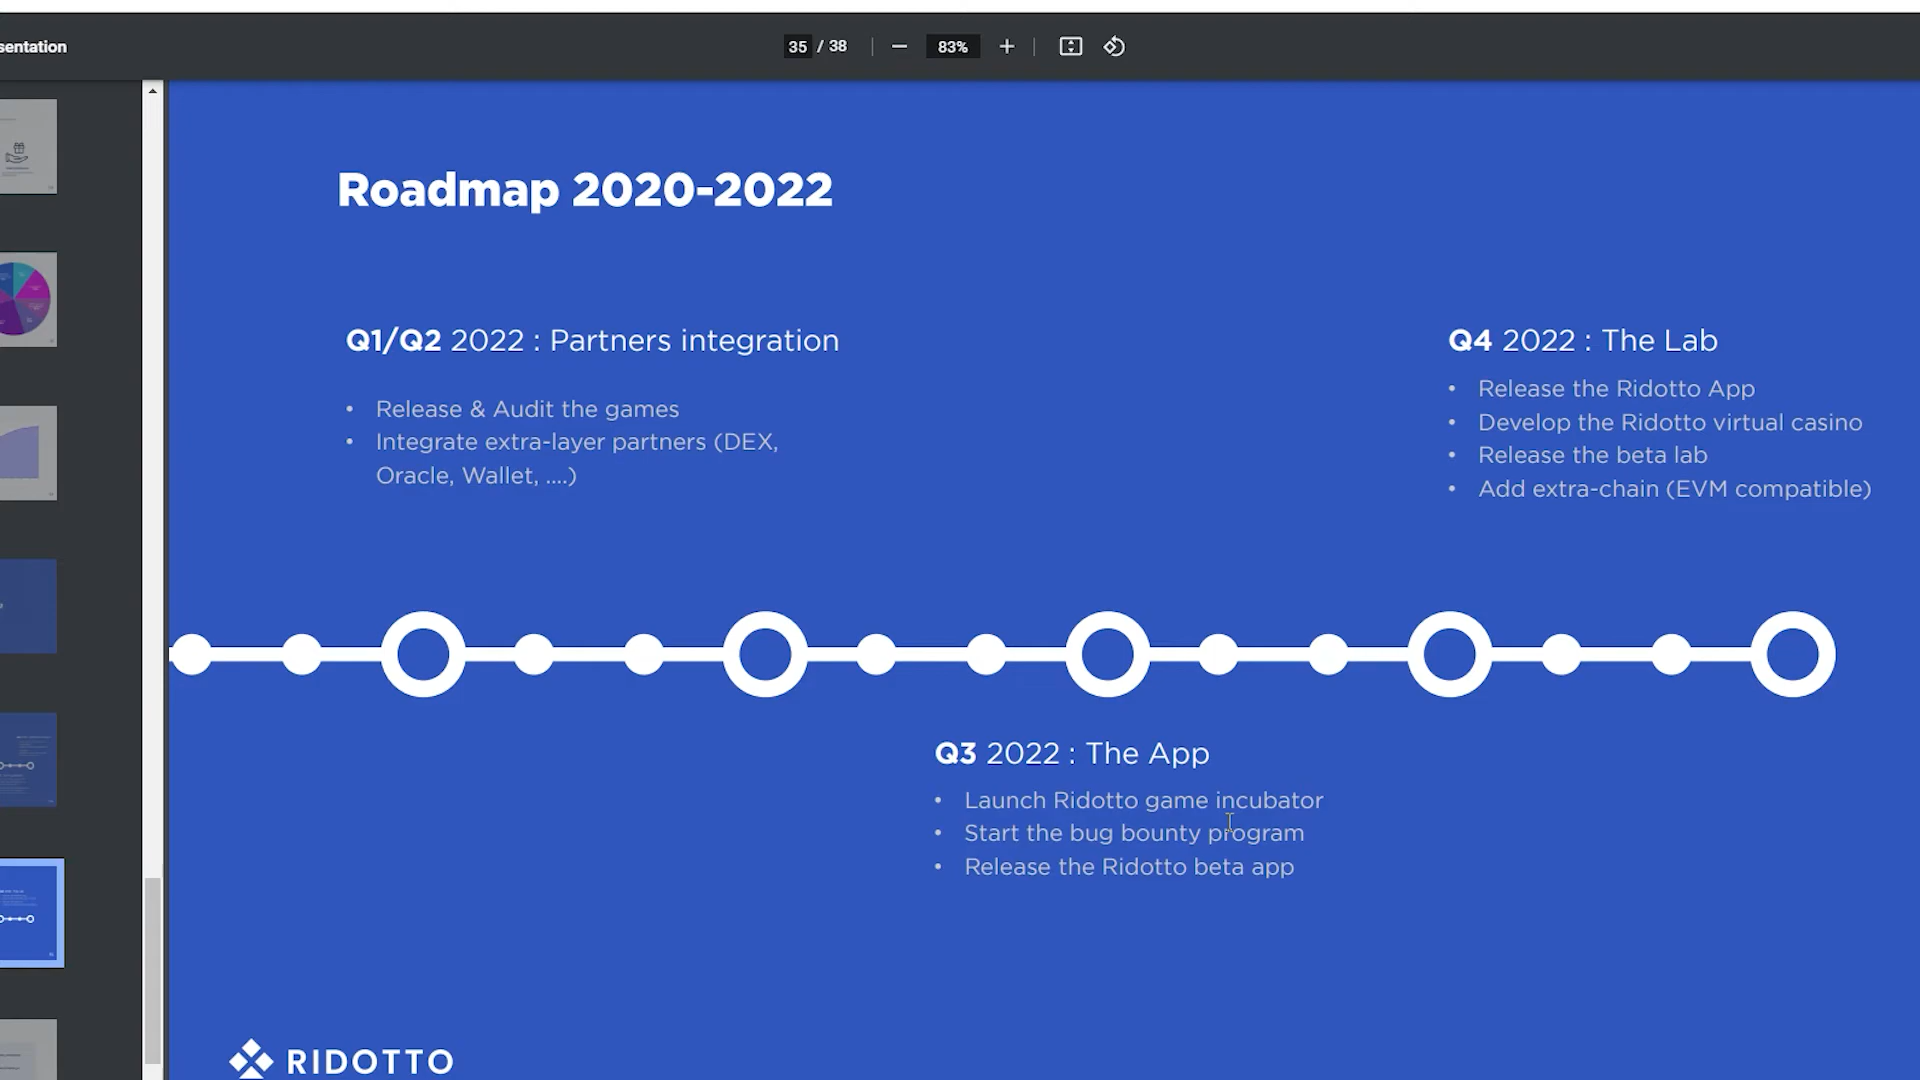 sentation
35 / 38
83%
Roadmap 2020-2022
Q1/Q2 2022 : Partners integration
• Release & Audit the games
• Integrate extra-layer partners (DEX,
Oracle, Wallet, ....)
Q4 2022 : The Lab
• Release the Ridotto App
• Develop the Ridotto virtual casino
• Release the beta lab
• Add extra-chain (EVM compatible)
Q3 2022 : The App
• Launch Ridotto game incubator
• Start the bug bounty program
• Release the Ridotto beta app
RIDOTTO